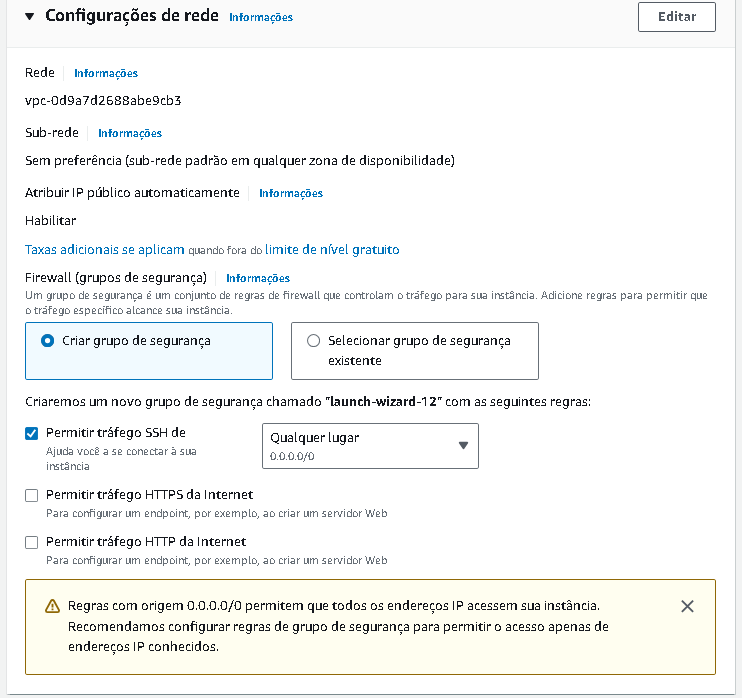 Configurações de rede Informações Editar
Rede Informações
vpc-0d9a7d2688abe9cb3
Sub-rede Informações
Sem preferência (sub-rede padrão em qualquer zona de disponibilidade)
Atribuir IP público automaticamente Informações
Habilitar
Taxas adicionais se aplicam quando fora do limite de nível gratuito
Firewall (grupos de segurança) Informações
Um grupo de segurança é um conjunto de regras de firewall que controlam o tráfego para sua instância. Adicione regras para permitir que
o tráfego específico alcance sua instância.
Criar grupo de segurança
Selecionar grupo de segurança
existente
Criaremos um novo grupo de segurança chamado "launch-wizard-12" com as seguintes regras:
Permitir tráfego SSH de
Ajuda você a se conectar à sua
instância
Qualquer lugar
0.0.0.0/0
Permitir tráfego HTTPS da Internet
Para configurar um endpoint, por exemplo, ao criar um servidor Web
Permitir tráfego HTTP da Internet
Para configurar um endpoint, por exemplo, ao criar um servidor Web
Regras com origem 0.0.0.0/0 permitem que todos os endereços IP acessem sua instância.
Recomendamos configurar regras de grupo de segurança para permitir o acesso apenas de
endereços IP conhecidos.